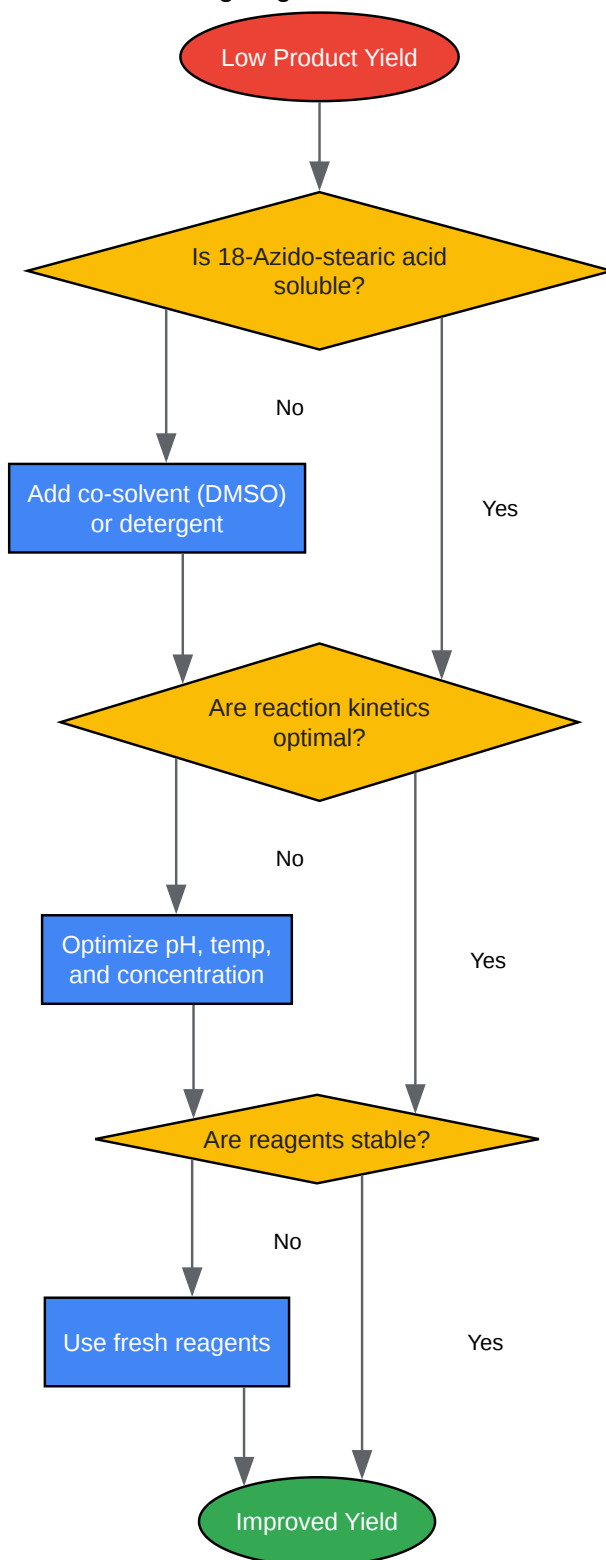 Low Product Yield
Is 18-Azido-stearic acid
soluble?
No
Add co-solvent (DMSO)
or detergent
Yes
Are reaction kinetics
optimal?
No
Optimize pH, temp,
and concentration
Yes
Are reagents stable?
No
Use fresh reagents
Yes
Improved Yield